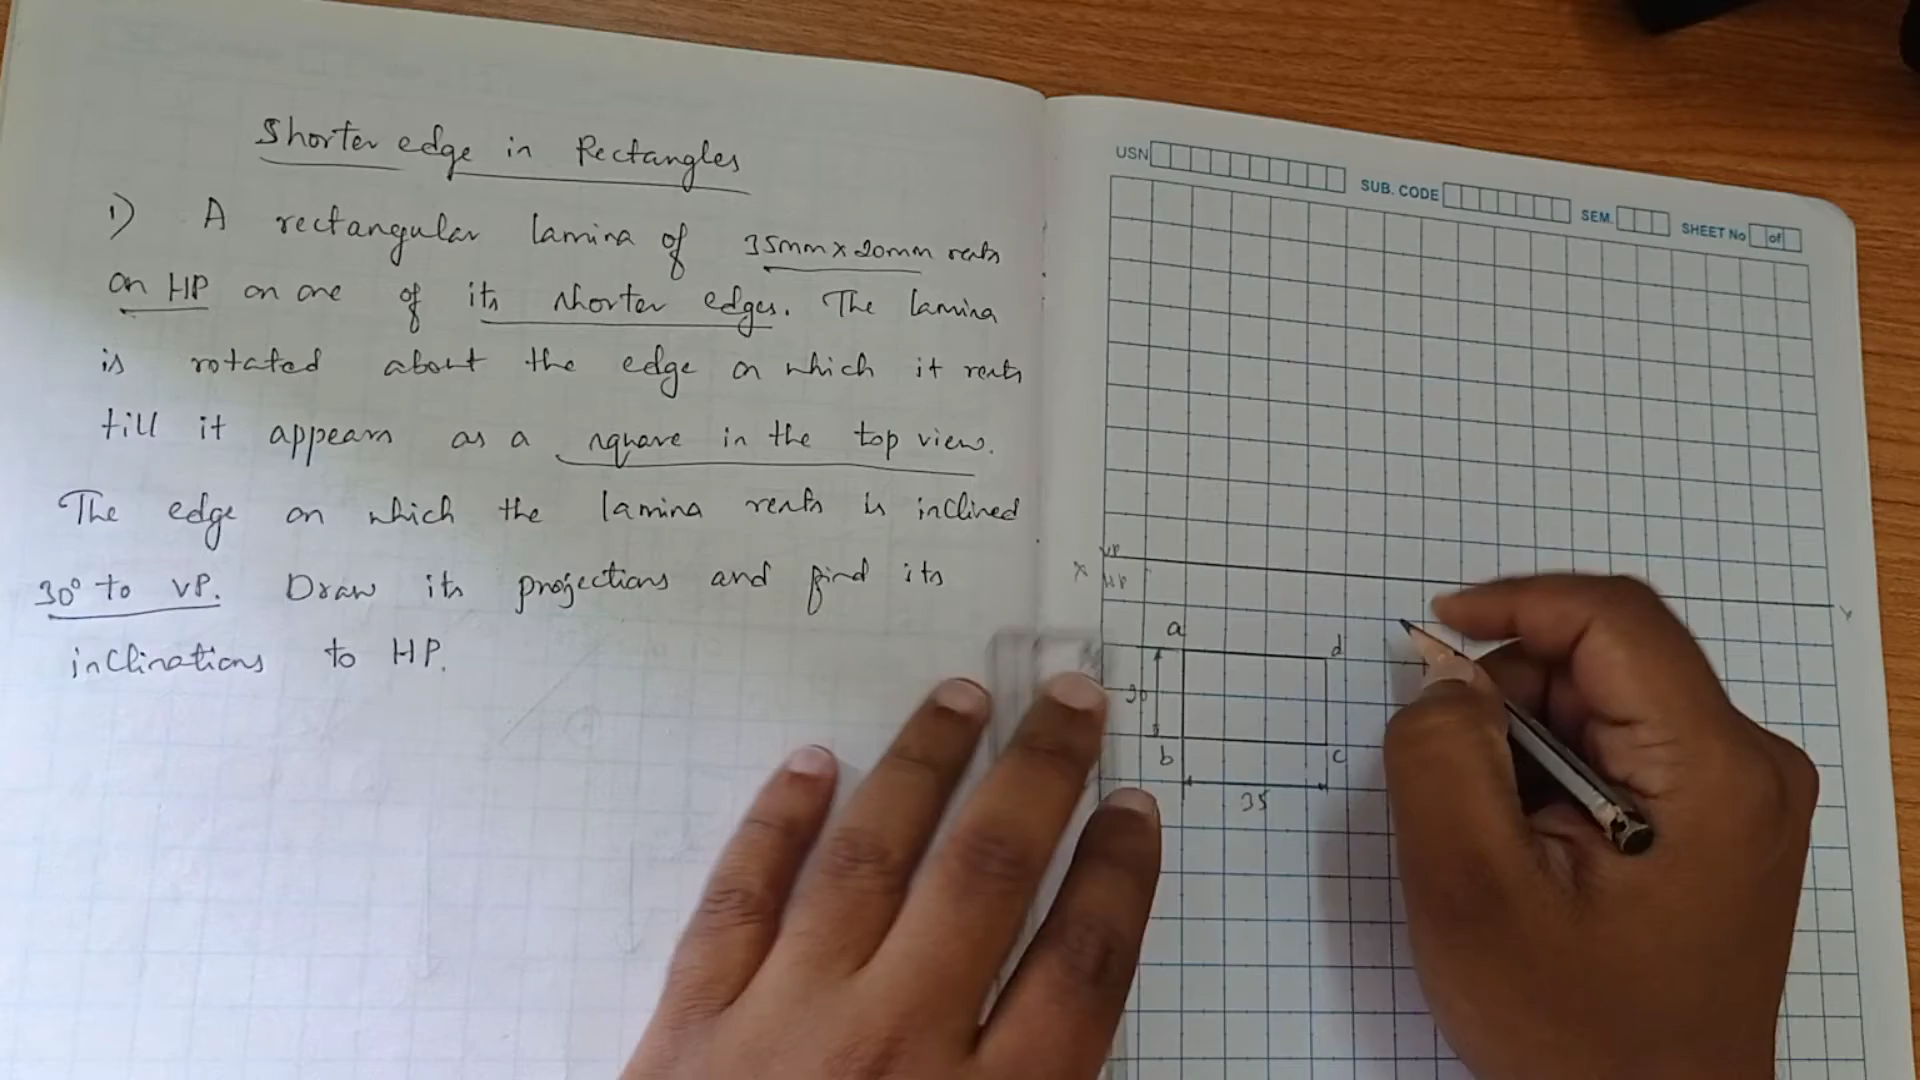 Shorter edge in Rectangles
1) A rectangular lamina of 35mm x 20mm rests
on HP on one of its shorter edges. The lamina
is rotated about the edge on which it rests
till it appears as a square in the top view.
The edge on which the lamina rests is inclined
30° to VP. Draw its projections and find its
inclinations to HP.
USN SUB. CODE SEM. SHEET No of
VP
X HP Y
a d
b c
35